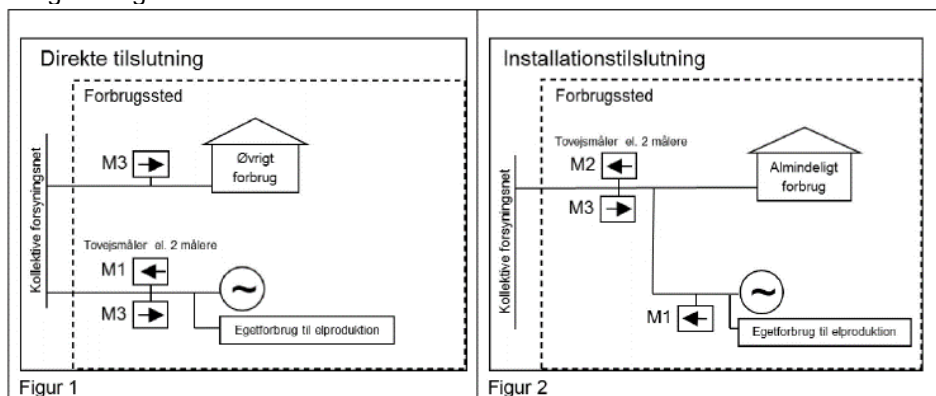 Direkte tilslutning
Forbrugssted
M3
Øvrigt
forbrug
Kollektive forsyningsnet
Tovejsmåler el. 2 målere
M1
~
M3
Egetforbrug til elproduktion
Figur 1
Installationstilslutning
Forbrugssted
Tovejsmåler el. 2 målere
M2
M3
Almindeligt
forbrug
Kollektive forsyningsnet
~
M1
Egetforbrug til elproduktion
Figur 2